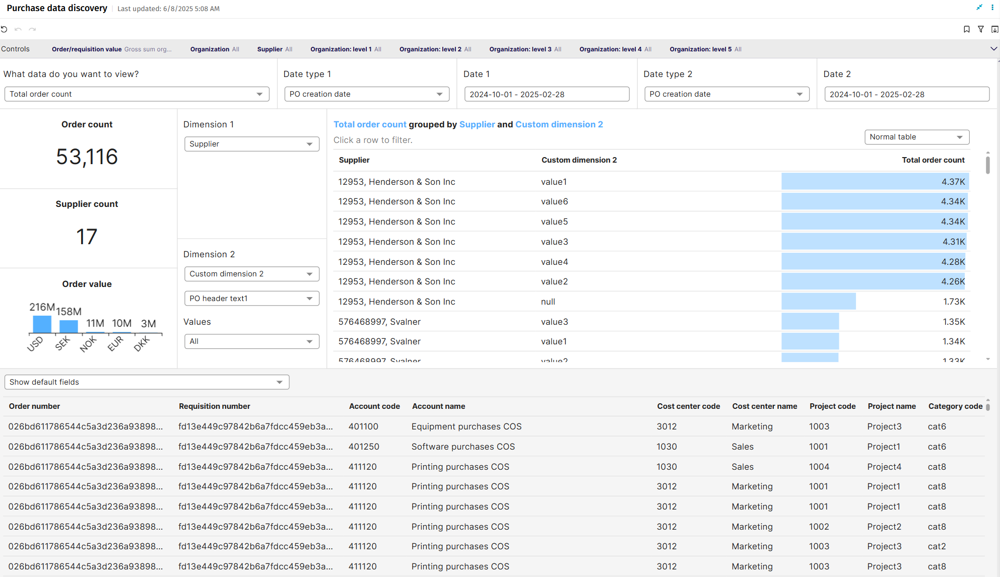 Purchase data discovery Last updated: 6/8/2025 5:08 AM
Controls Order/requisition value Gross sum org... Organization All Supplier All Organization: level 1 All Organization: level 2 All Organization: level 3 All Organization: level 4 All Organization: level 5 All
What data do you want to view? Date type 1 Date 1 Date type 2 Date 2
Total order count PO creation date 2024-10-01 - 2025-02-28 PO creation date 2024-10-01 - 2025-02-28
Order count
53,116
Supplier count
17
Order value
216M 158M 11M 10M 3M
USD SEK NOK EUR DKK
Dimension 1
Supplier
Dimension 2
Custom dimension 2
PO header text1
Values
All
Total order count grouped by Supplier and Custom dimension 2
Click a row to filter.
Normal table
Supplier Custom dimension 2 Total order count
12953, Henderson & Son Inc value1 4.37K
12953, Henderson & Son Inc value6 4.34K
12953, Henderson & Son Inc value5 4.34K
12953, Henderson & Son Inc value3 4.31K
12953, Henderson & Son Inc value4 4.28K
12953, Henderson & Son Inc value2 4.26K
12953, Henderson & Son Inc null 1.73K
576468997, Svalner value3 1.35K
576468997, Svalner value1 1.34K
576468997, Svalner value2 1.33K
Show default fields
Order number Requisition number Account code Account name Cost center code Cost center name Project code Project name Category code
026bd611786544c5a3d236a93898... fd13e449c97842b6a7fdcc459eb3a... 401100 Equipment purchases COS 3012 Marketing 1003 Project3 cat6
026bd611786544c5a3d236a93898... fd13e449c97842b6a7fdcc459eb3a... 401250 Software purchases COS 1030 Sales 1001 Project1 cat6
026bd611786544c5a3d236a93898... fd13e449c97842b6a7fdcc459eb3a... 411120 Printing purchases COS 1030 Sales 1004 Project4 cat8
026bd611786544c5a3d236a93898... fd13e449c97842b6a7fdcc459eb3a... 411120 Printing purchases COS 3012 Marketing 1001 Project1 cat8
026bd611786544c5a3d236a93898... fd13e449c97842b6a7fdcc459eb3a... 411120 Printing purchases COS 3012 Marketing 1001 Project1 cat8
026bd611786544c5a3d236a93898... fd13e449c97842b6a7fdcc459eb3a... 411120 Printing purchases COS 3012 Marketing 1002 Project2 cat8
026bd611786544c5a3d236a93898... fd13e449c97842b6a7fdcc459eb3a... 411120 Printing purchases COS 3012 Marketing 1003 Project3 cat2
026bd611786544c5a3d236a93898... fd13e449c97842b6a7fdcc459eb3a... 411120 Printing purchases COS 3012 Marketing 1003 Project3 cat8